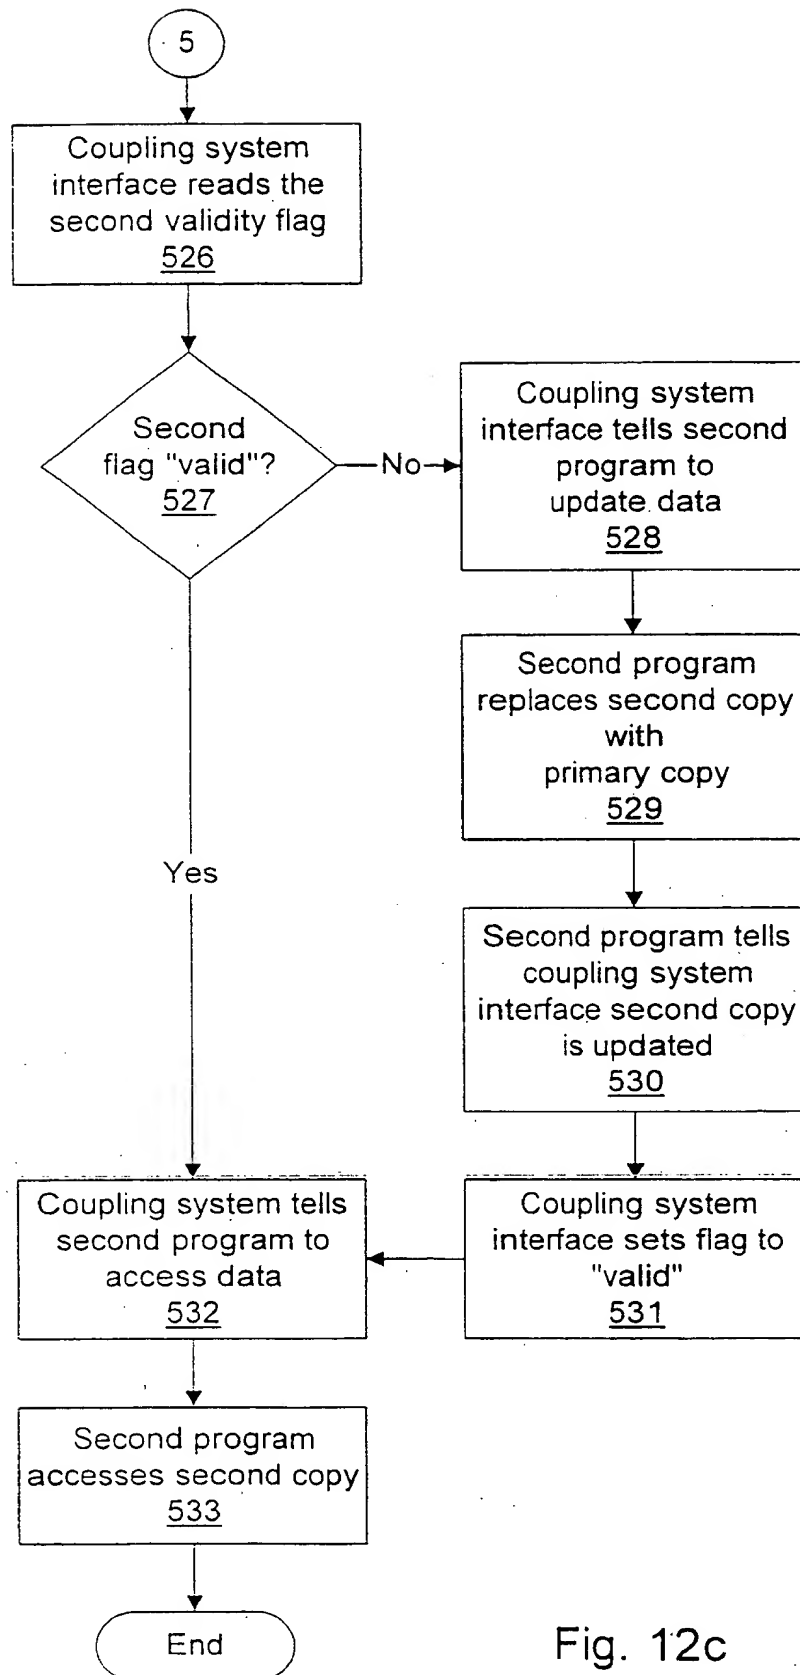 5
Coupling system
interface reads the
second validity flag
526
Second
flag "valid"?
527
No
Coupling system
interface tells second
program to
update data
528
Second program
replaces second copy
with
primary copy
529
Second program tells
coupling system
interface second copy
is updated
530
Yes
Coupling system
interface sets flag to
"valid"
531
Coupling system tells
second program to
access data
532
Second program
accesses second copy
533
End
Fig. 12c